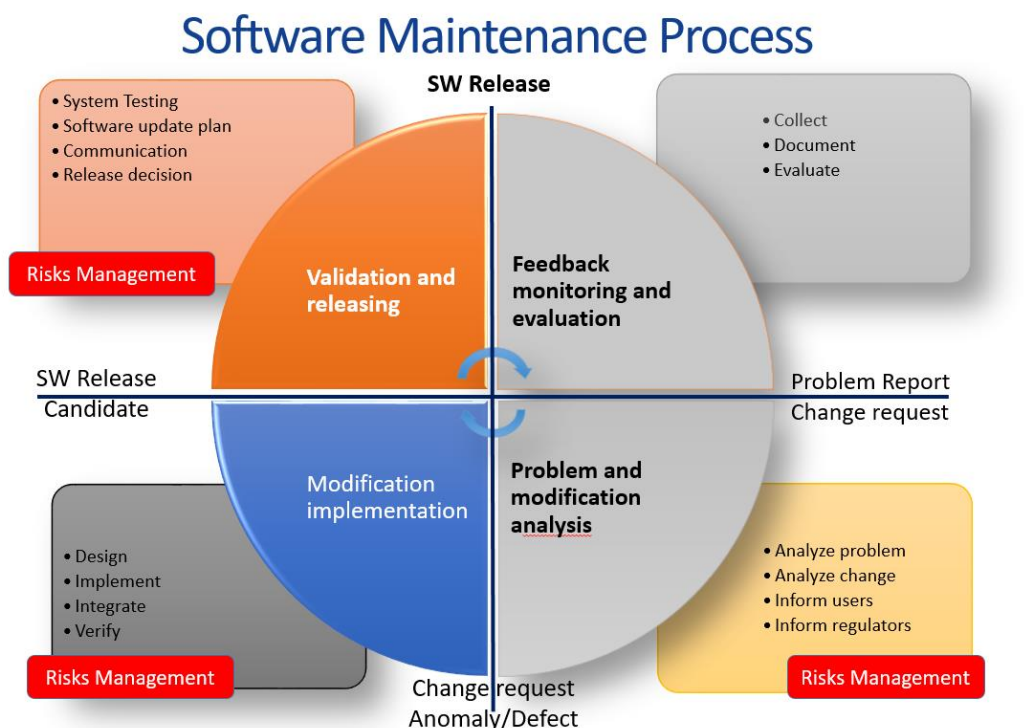 Software Maintenance Process
SW Release
• System Testing
• Software update plan
• Communication
• Release decision
Risks Management
• Collect
• Document
• Evaluate
Validation and
releasing
Feedback
monitoring and
evaluation
SW Release
Candidate
Problem Report
Change request
Modification
implementation
Problem and
modification
analysis
• Design
• Implement
• Integrate
• Verify
Risks Management
• Analyze problem
• Analyze change
• Inform users
• Inform regulators
Risks Management
Change request
Anomaly/Defect